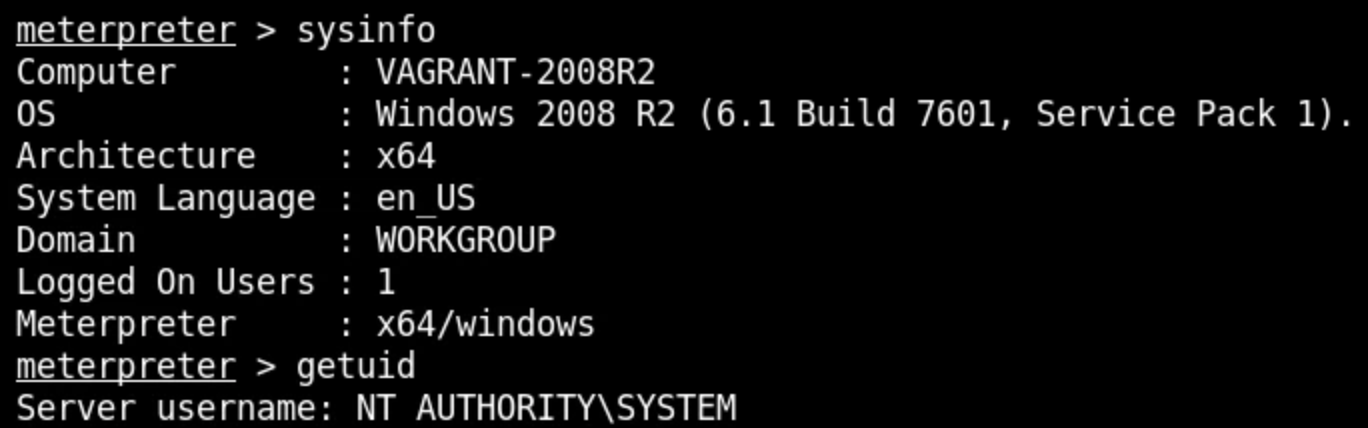 meterpreter > sysinfo
Computer        : VAGRANT-2008R2
OS              : Windows 2008 R2 (6.1 Build 7601, Service Pack 1).
Architecture    : x64
System Language : en_US
Domain          : WORKGROUP
Logged On Users : 1
Meterpreter     : x64/windows
meterpreter > getuid
Server username: NT AUTHORITY\SYSTEM